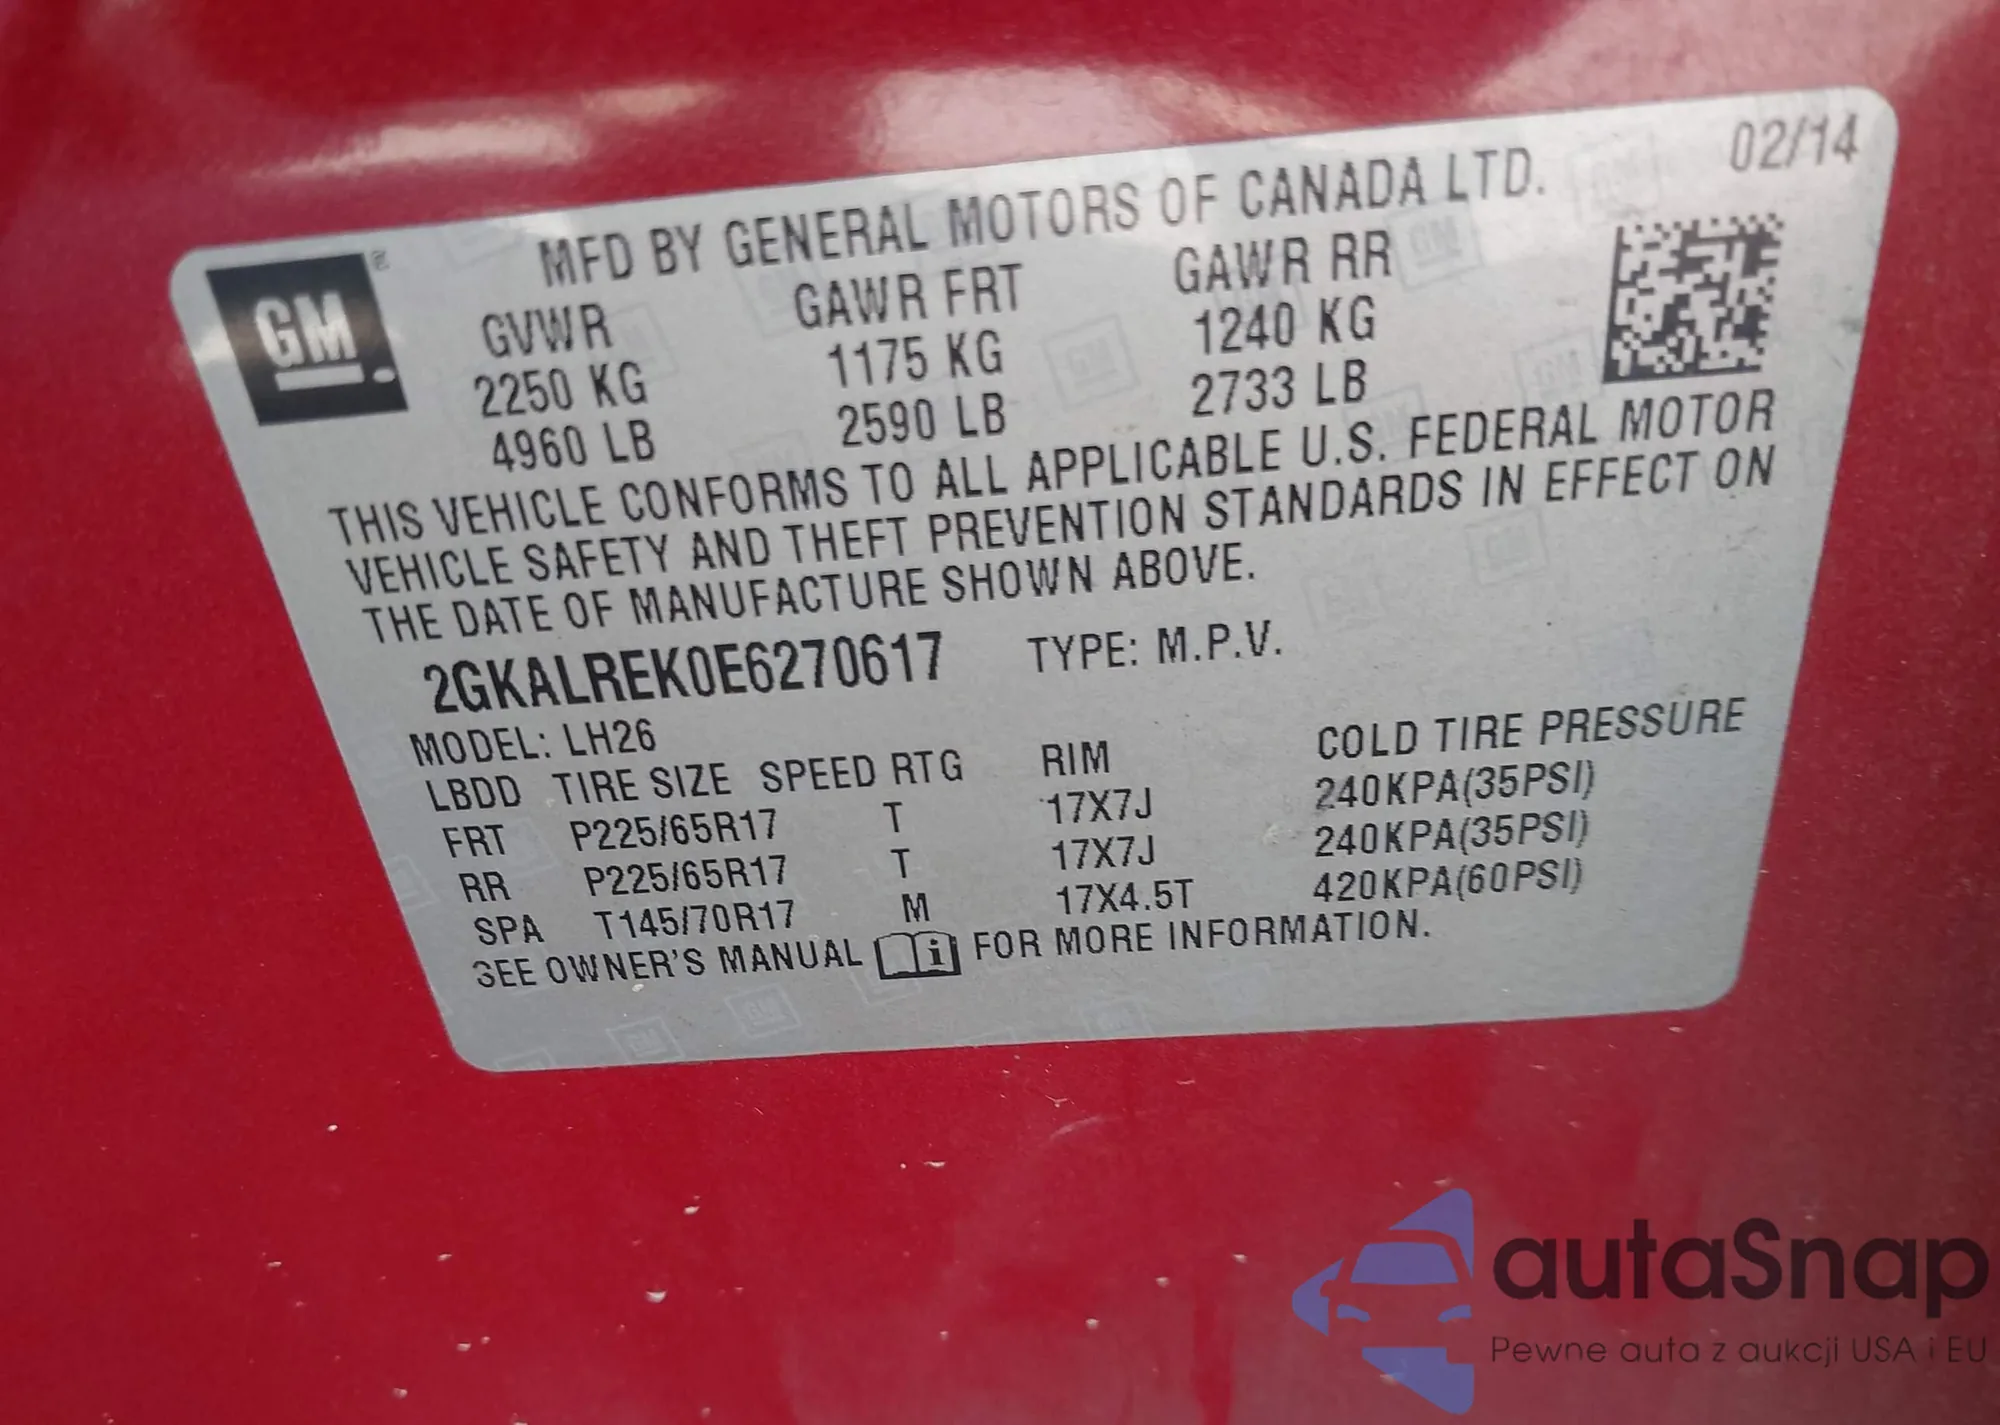 02/14
MFD BY GENERAL MOTORS OF CANADA LTD.
GM
GVWR GAWR FRT GAWR RR
2250 KG 1175 KG 1240 KG
4960 LB 2590 LB 2733 LB
THIS VEHICLE CONFORMS TO ALL APPLICABLE U.S. FEDERAL MOTOR
VEHICLE SAFETY AND THEFT PREVENTION STANDARDS IN EFFECT ON
THE DATE OF MANUFACTURE SHOWN ABOVE.
2GKALREK0E6270617 TYPE: M.P.V.
MODEL: LH26
LBDD TIRE SIZE SPEED RTG RIM COLD TIRE PRESSURE
FRT P225/65R17 T 17X7J 240KPA(35PSI)
RR P225/65R17 T 17X7J 240KPA(35PSI)
SPA T145/70R17 M 17X4.5T 420KPA(60PSI)
SEE OWNER'S MANUAL i FOR MORE INFORMATION.
autaSnap
Pewne auta z aukcji USA i EU